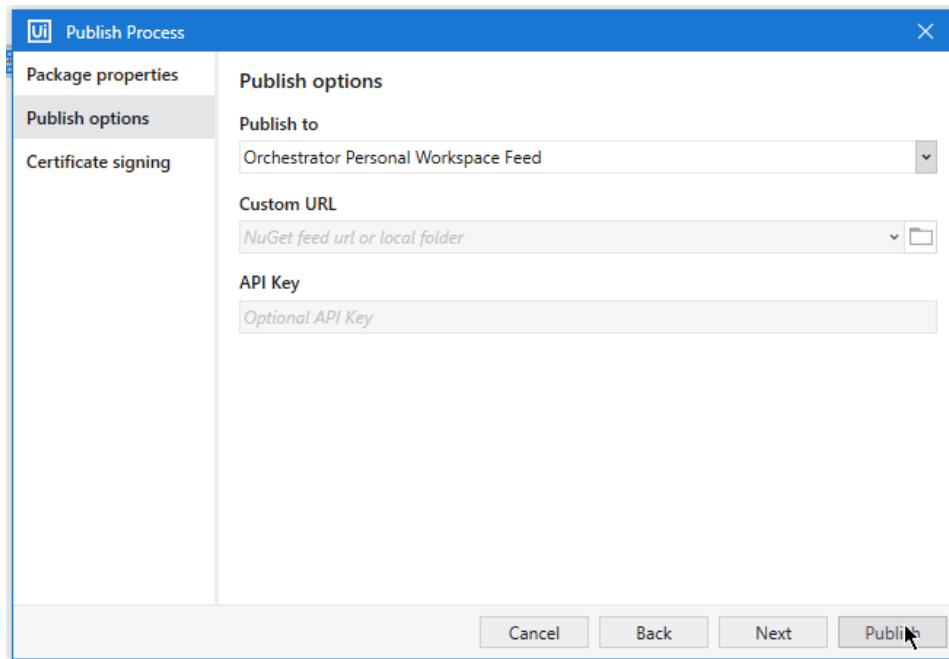 Ui Publish Process
Package properties
Publish options
Certificate signing
Publish options
Publish to
Orchestrator Personal Workspace Feed
Custom URL
NuGet feed url or local folder
API Key
Optional API Key
Cancel Back Next Publish